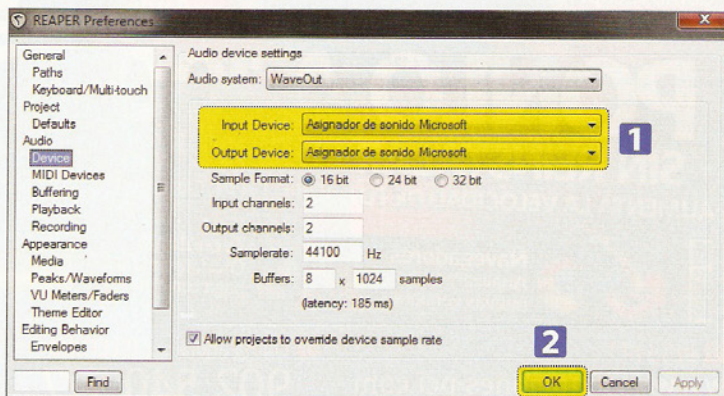 REAPER Preferences
General
Paths
Keyboard/Multi-touch
Project
Defaults
Audio
Device
MIDI Devices
Buffering
Playback
Recording
Appearance
Media
Peaks/Waveforms
VU Meters/Faders
Theme Editor
Editing Behavior
Envelopes
Find
Audio device settings
Audio system: WaveOut
Input Device: Asignador de sonido Microsoft
Output Device: Asignador de sonido Microsoft
1
Sample Format: 16 bit 24 bit 32 bit
Input channels: 2
Output channels: 2
Samplerate: 44100 Hz
Buffers: 8 x 1024 samples
(latency: 185 ms)
Allow projects to override device sample rate
2
OK Cancel Apply